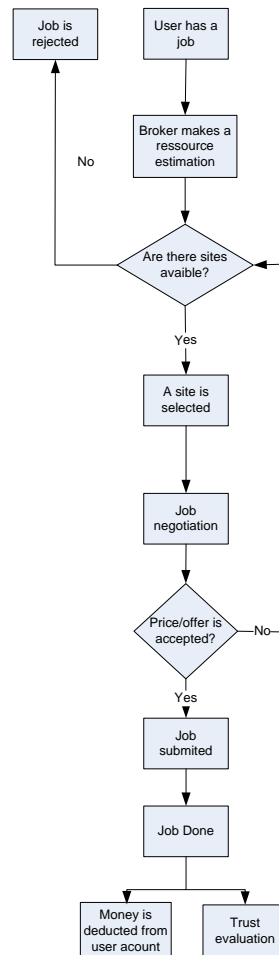 Job is
rejected
User has a
job
Broker makes a
ressource
estimation
No
Are there sites
avaible?
Yes
A site is
selected
Job
negotiation
Price/offer is
accepted?
No
Yes
Job
submited
Job Done
Money is
deducted from
user acount
Trust
evaluation